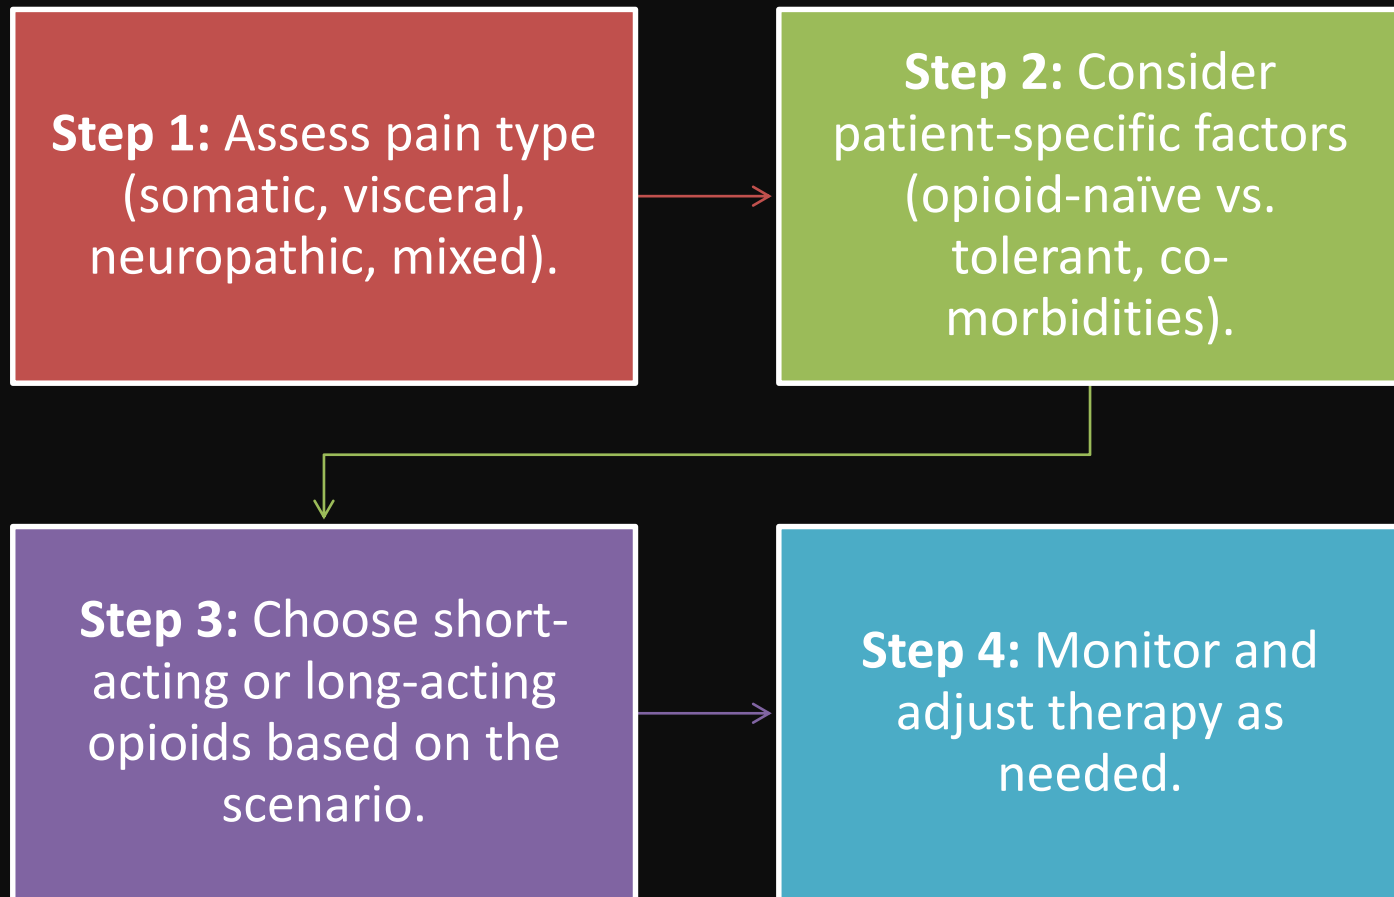 Step 1: Assess pain type
(somatic, visceral,
neuropathic, mixed).
Step 2: Consider
patient-specific factors
(opioid-naïve vs.
tolerant, co-
morbidities).
Step 3: Choose short-
acting or long-acting
opioids based on the
scenario.
Step 4: Monitor and
adjust therapy as
needed.